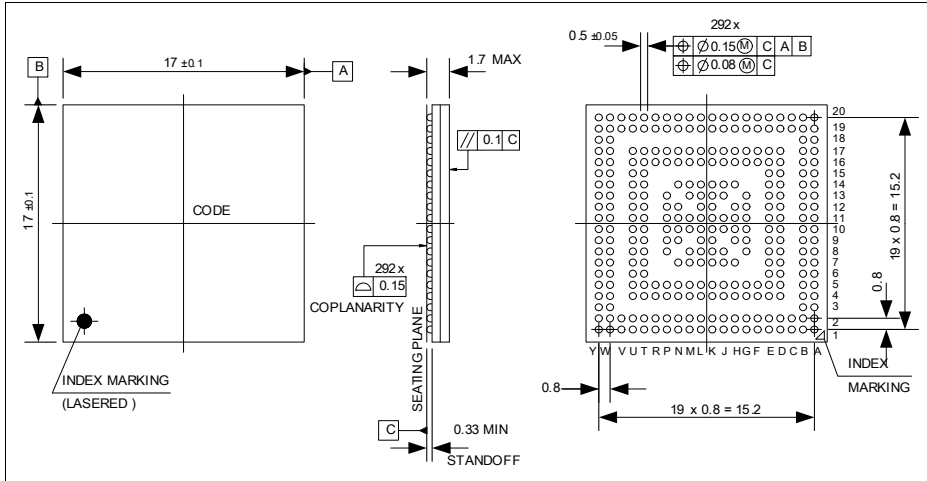 B
17 ±0.1
A
17 ±0.1
CODE
INDEX MARKING
(LASERED )
1.7 MAX
// 0.1 C
292 x
⌓ 0.15
COPLANARITY
SEATING PLANE
C
0.33 MIN
STANDOFF
0.5 ±0.05
292 x
⌖ ∅ 0.15 Ⓜ C A B
⌖ ∅ 0.08 Ⓜ C
20
19
18
17
16
15
14
13
12
11
10
9
8
7
6
5
4
3
2
1
Y W V U T R P N M L K J H G F E D C B A
19 x 0.8 = 15.2
0.8
INDEX
MARKING
0.8
19 x 0.8 = 15.2